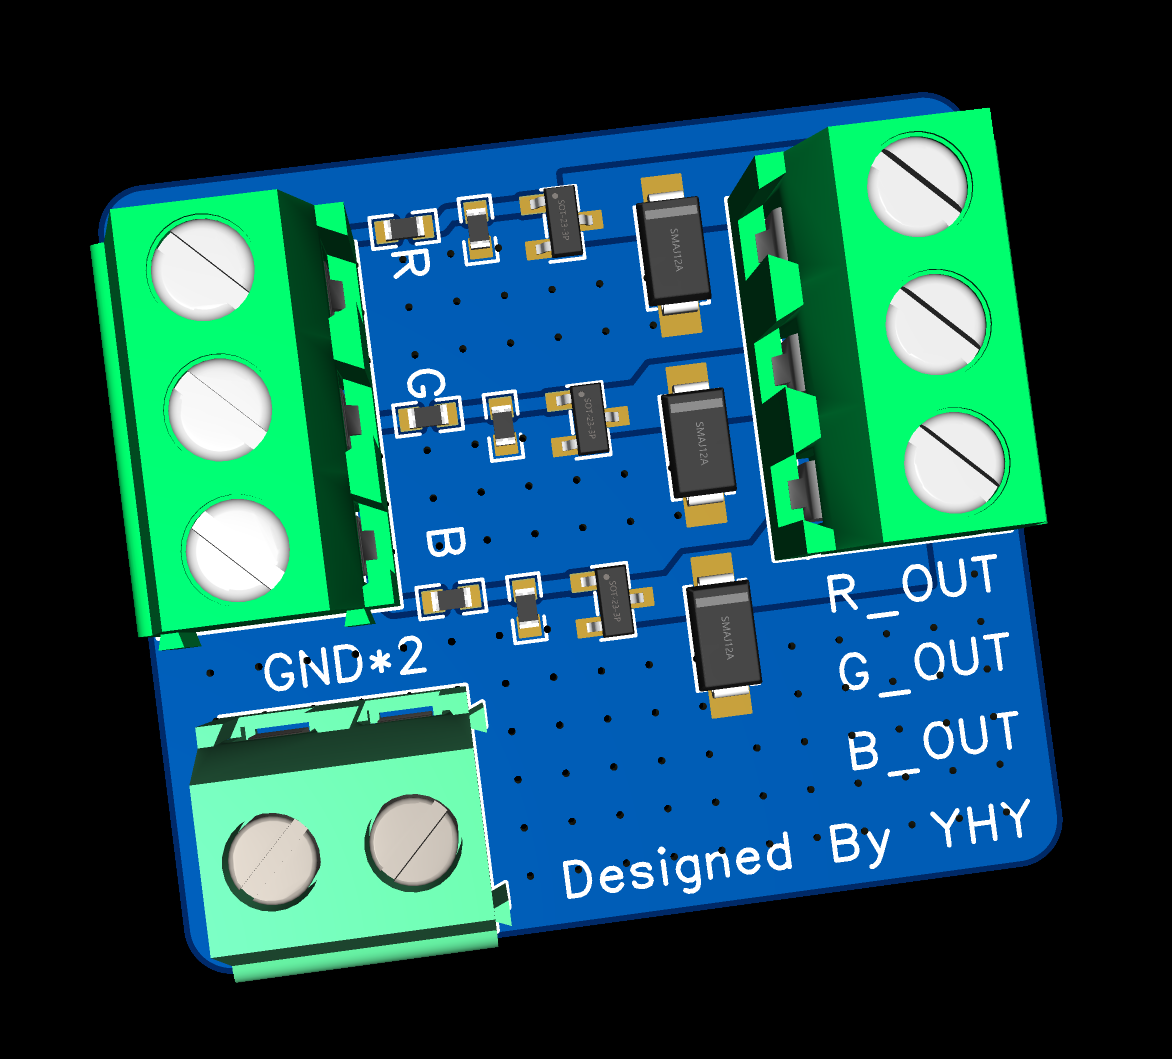 R
SOT-23-3P
SMAJ12A
G
SOT-23-3P
SMAJ12A
B
SOT-23-3P
SMAJ12A
R_OUT
GND*2
G_OUT
B_OUT
Designed By YHY